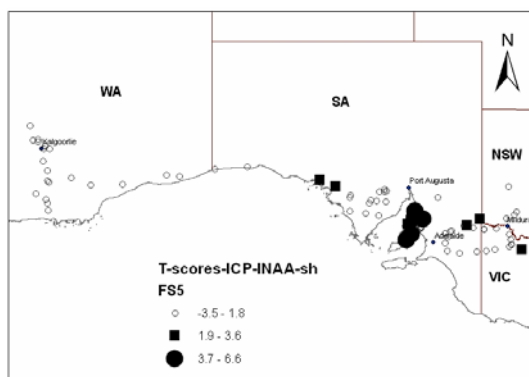 N
WA
SA
NSW
Kalgoorlie
Port Augusta
Mildura
Adelaide
VIC
T-scores-ICP-INAA-sh
FS5
-3.5 - 1.8
1.9 - 3.6
3.7 - 6.6